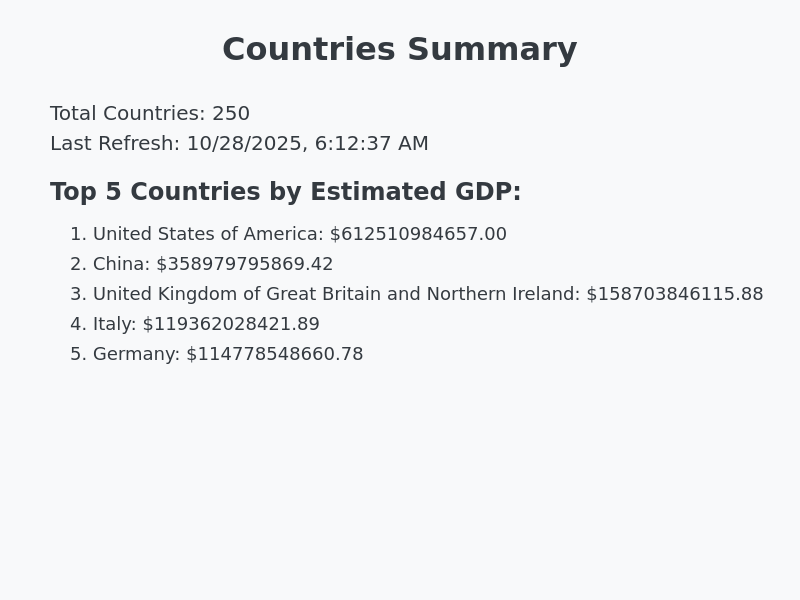 Countries Summary
Total Countries: 250
Last Refresh: 10/28/2025, 6:12:37 AM
Top 5 Countries by Estimated GDP:
1. United States of America: $612510984657.00
2. China: $358979795869.42
3. United Kingdom of Great Britain and Northern Ireland: $158703846115.88
4. Italy: $119362028421.89
5. Germany: $114778548660.78